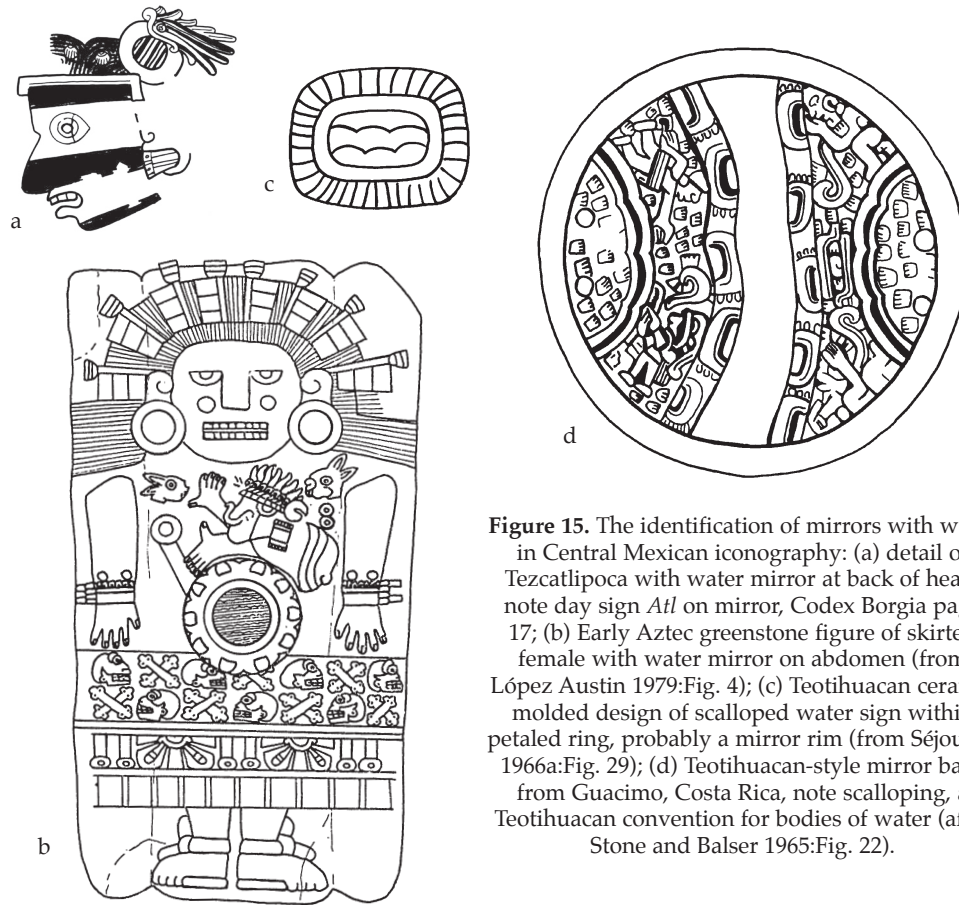 a
c
b
d
Figure 15. The identification of mirrors with w
in Central Mexican iconography: (a) detail o
Tezcatlipoca with water mirror at back of hea
note day sign Atl on mirror, Codex Borgia pag
17; (b) Early Aztec greenstone figure of skirte
female with water mirror on abdomen (from
López Austin 1979:Fig. 4); (c) Teotihuacan cera
molded design of scalloped water sign withi
petaled ring, probably a mirror rim (from Séjou
1966a:Fig. 29); (d) Teotihuacan-style mirror ba
from Guacimo, Costa Rica, note scalloping, a
Teotihuacan convention for bodies of water (af
Stone and Balser 1965:Fig. 22).